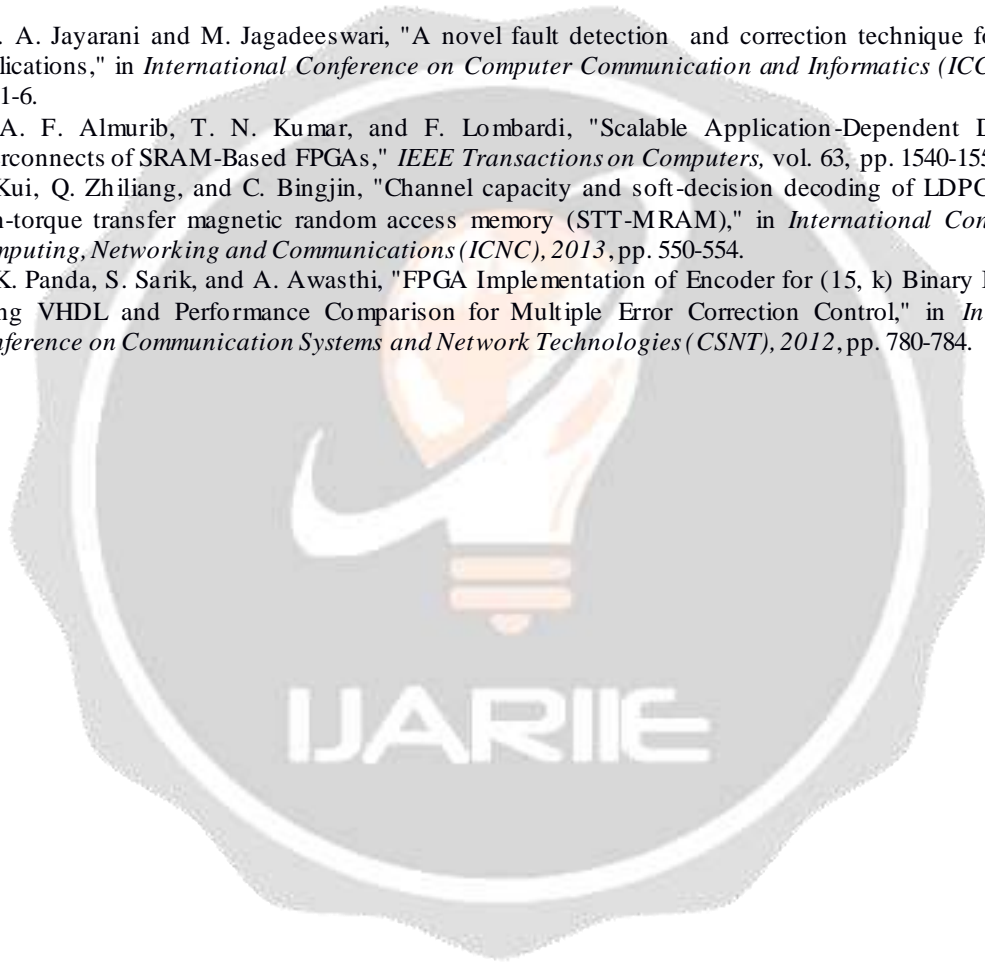 . A. Jayarani and M. Jagadeeswari, "A novel fault detection and correction technique fo
lications," in International Conference on Computer Communication and Informatics (ICC
1-6.
A. F. Almurib, T. N. Kumar, and F. Lombardi, "Scalable Application-Dependent D
rconnects of SRAM-Based FPGAs," IEEE Transactions on Computers, vol. 63, pp. 1540-155
Kui, Q. Zhiliang, and C. Bingjin, "Channel capacity and soft-decision decoding of LDPC
n-torque transfer magnetic random access memory (STT-MRAM)," in International Con
mputing, Networking and Communications (ICNC), 2013, pp. 550-554.
K. Panda, S. Sarik, and A. Awasthi, "FPGA Implementation of Encoder for (15, k) Binary
ng VHDL and Performance Comparison for Multiple Error Correction Control," in In
nference on Communication Systems and Network Technologies (CSNT), 2012, pp. 780-784.
IJARIIE